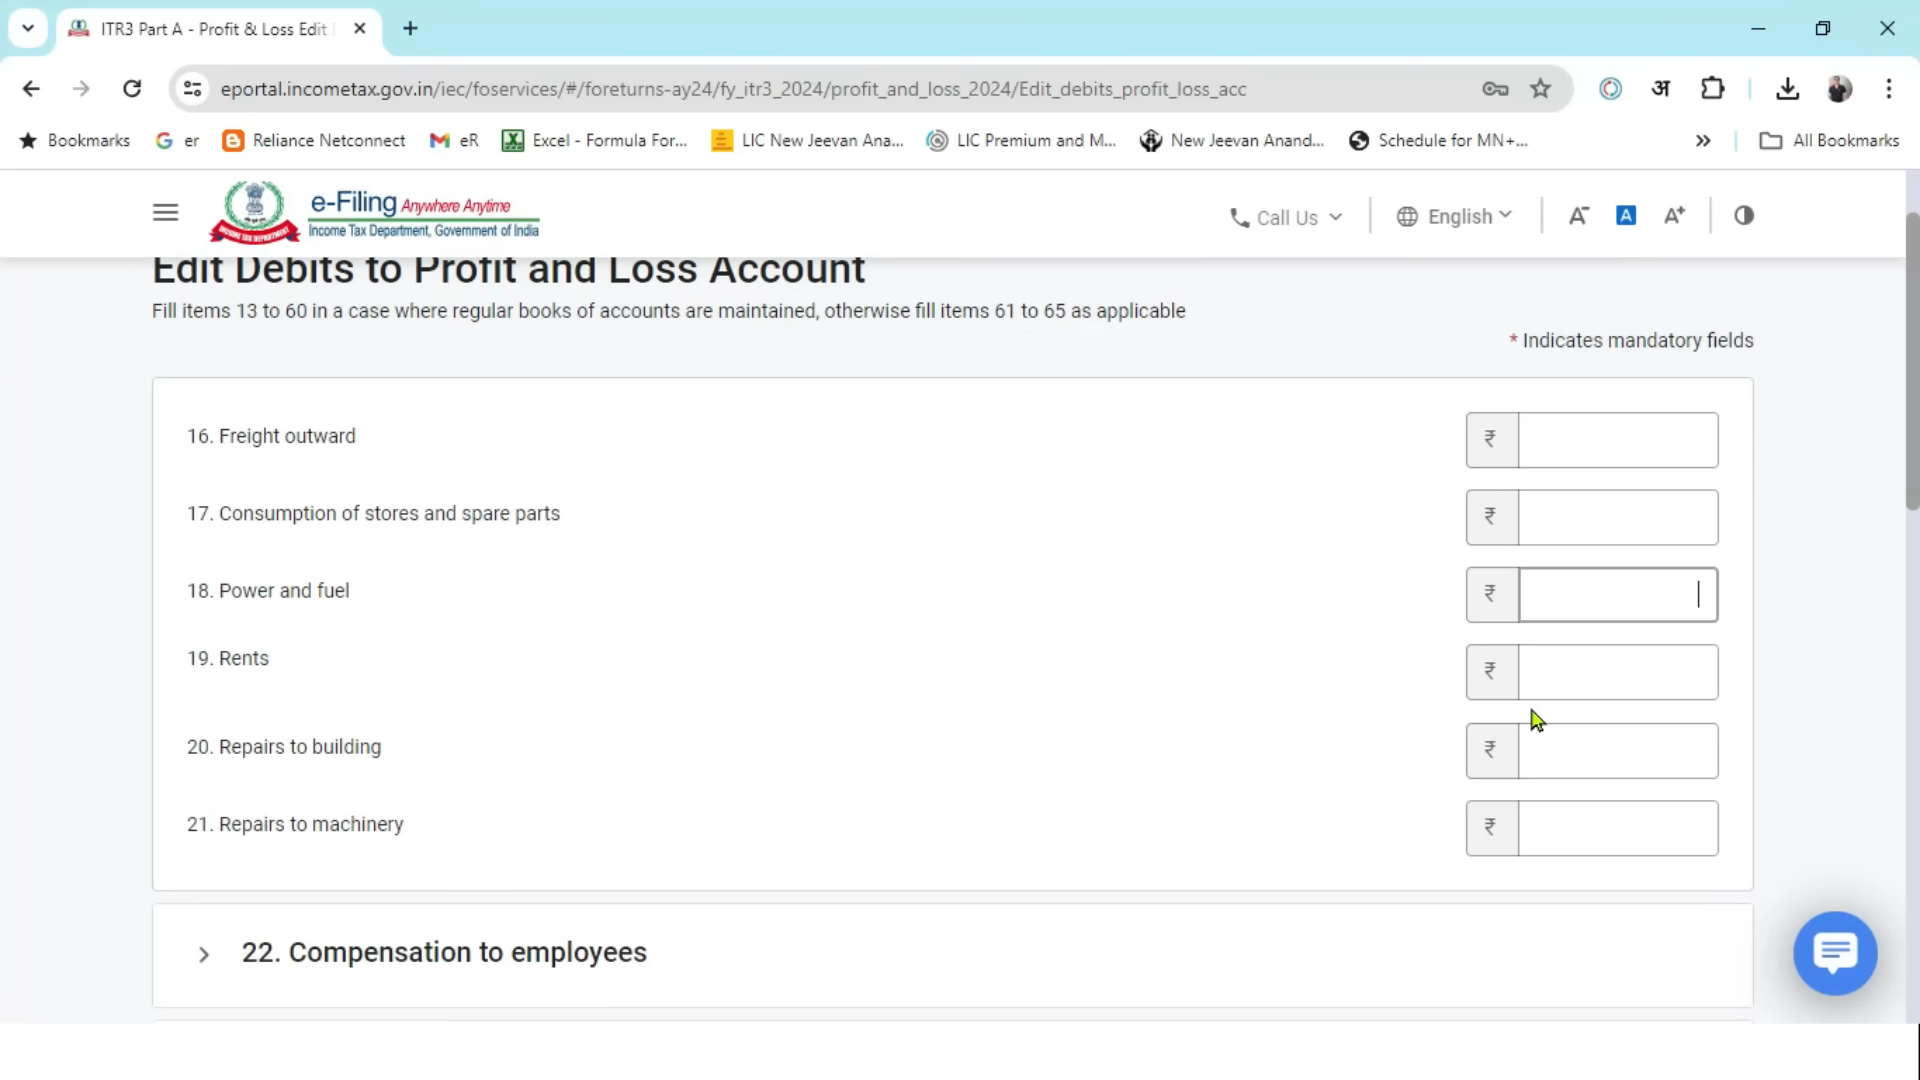 ITR3 Part A - Profit & Loss Edit
eportal.incometax.gov.in/iec/foservices/#/foreturns-ay24/fy_itr3_2024/profit_and_loss_2024/Edit_debits_profit_loss_acc
अ
Bookmarks
er
Reliance Netconnect
eR
Excel - Formula For...
LIC New Jeevan Ana...
LIC Premium and M...
New Jeevan Anand...
Schedule for MN+...
»
All Bookmarks
e-Filing Anywhere Anytime
Income Tax Department, Government of India
INCOME TAX DEPARTMENT
Call Us
English
A-
A
A+
Edit Debits to Profit and Loss Account
Fill items 13 to 60 in a case where regular books of accounts are maintained, otherwise fill items 61 to 65 as applicable
* Indicates mandatory fields
16. Freight outward
₹
17. Consumption of stores and spare parts
₹
18. Power and fuel
₹
19. Rents
₹
20. Repairs to building
₹
21. Repairs to machinery
₹
22. Compensation to employees